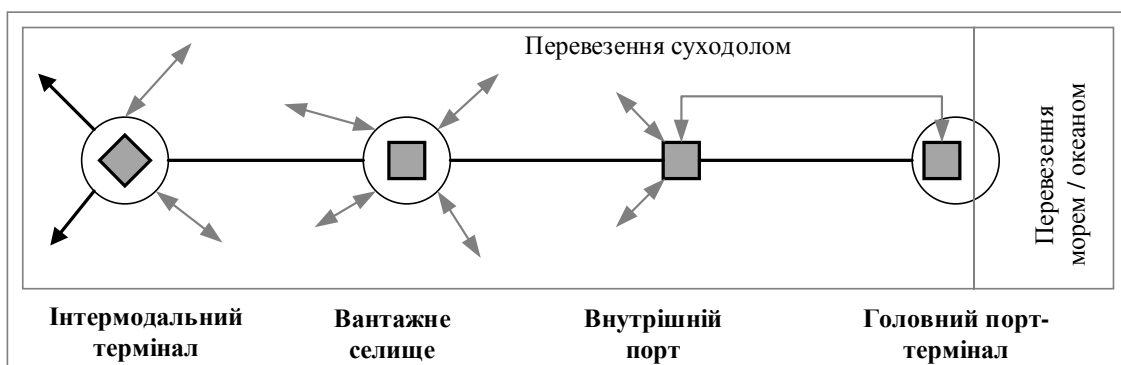 Перевезення суходолом
Перевезення
морем / океаном
Інтермодальний
термінал
Вантажне
селище
Внутрішній
порт
Головний порт-
термінал